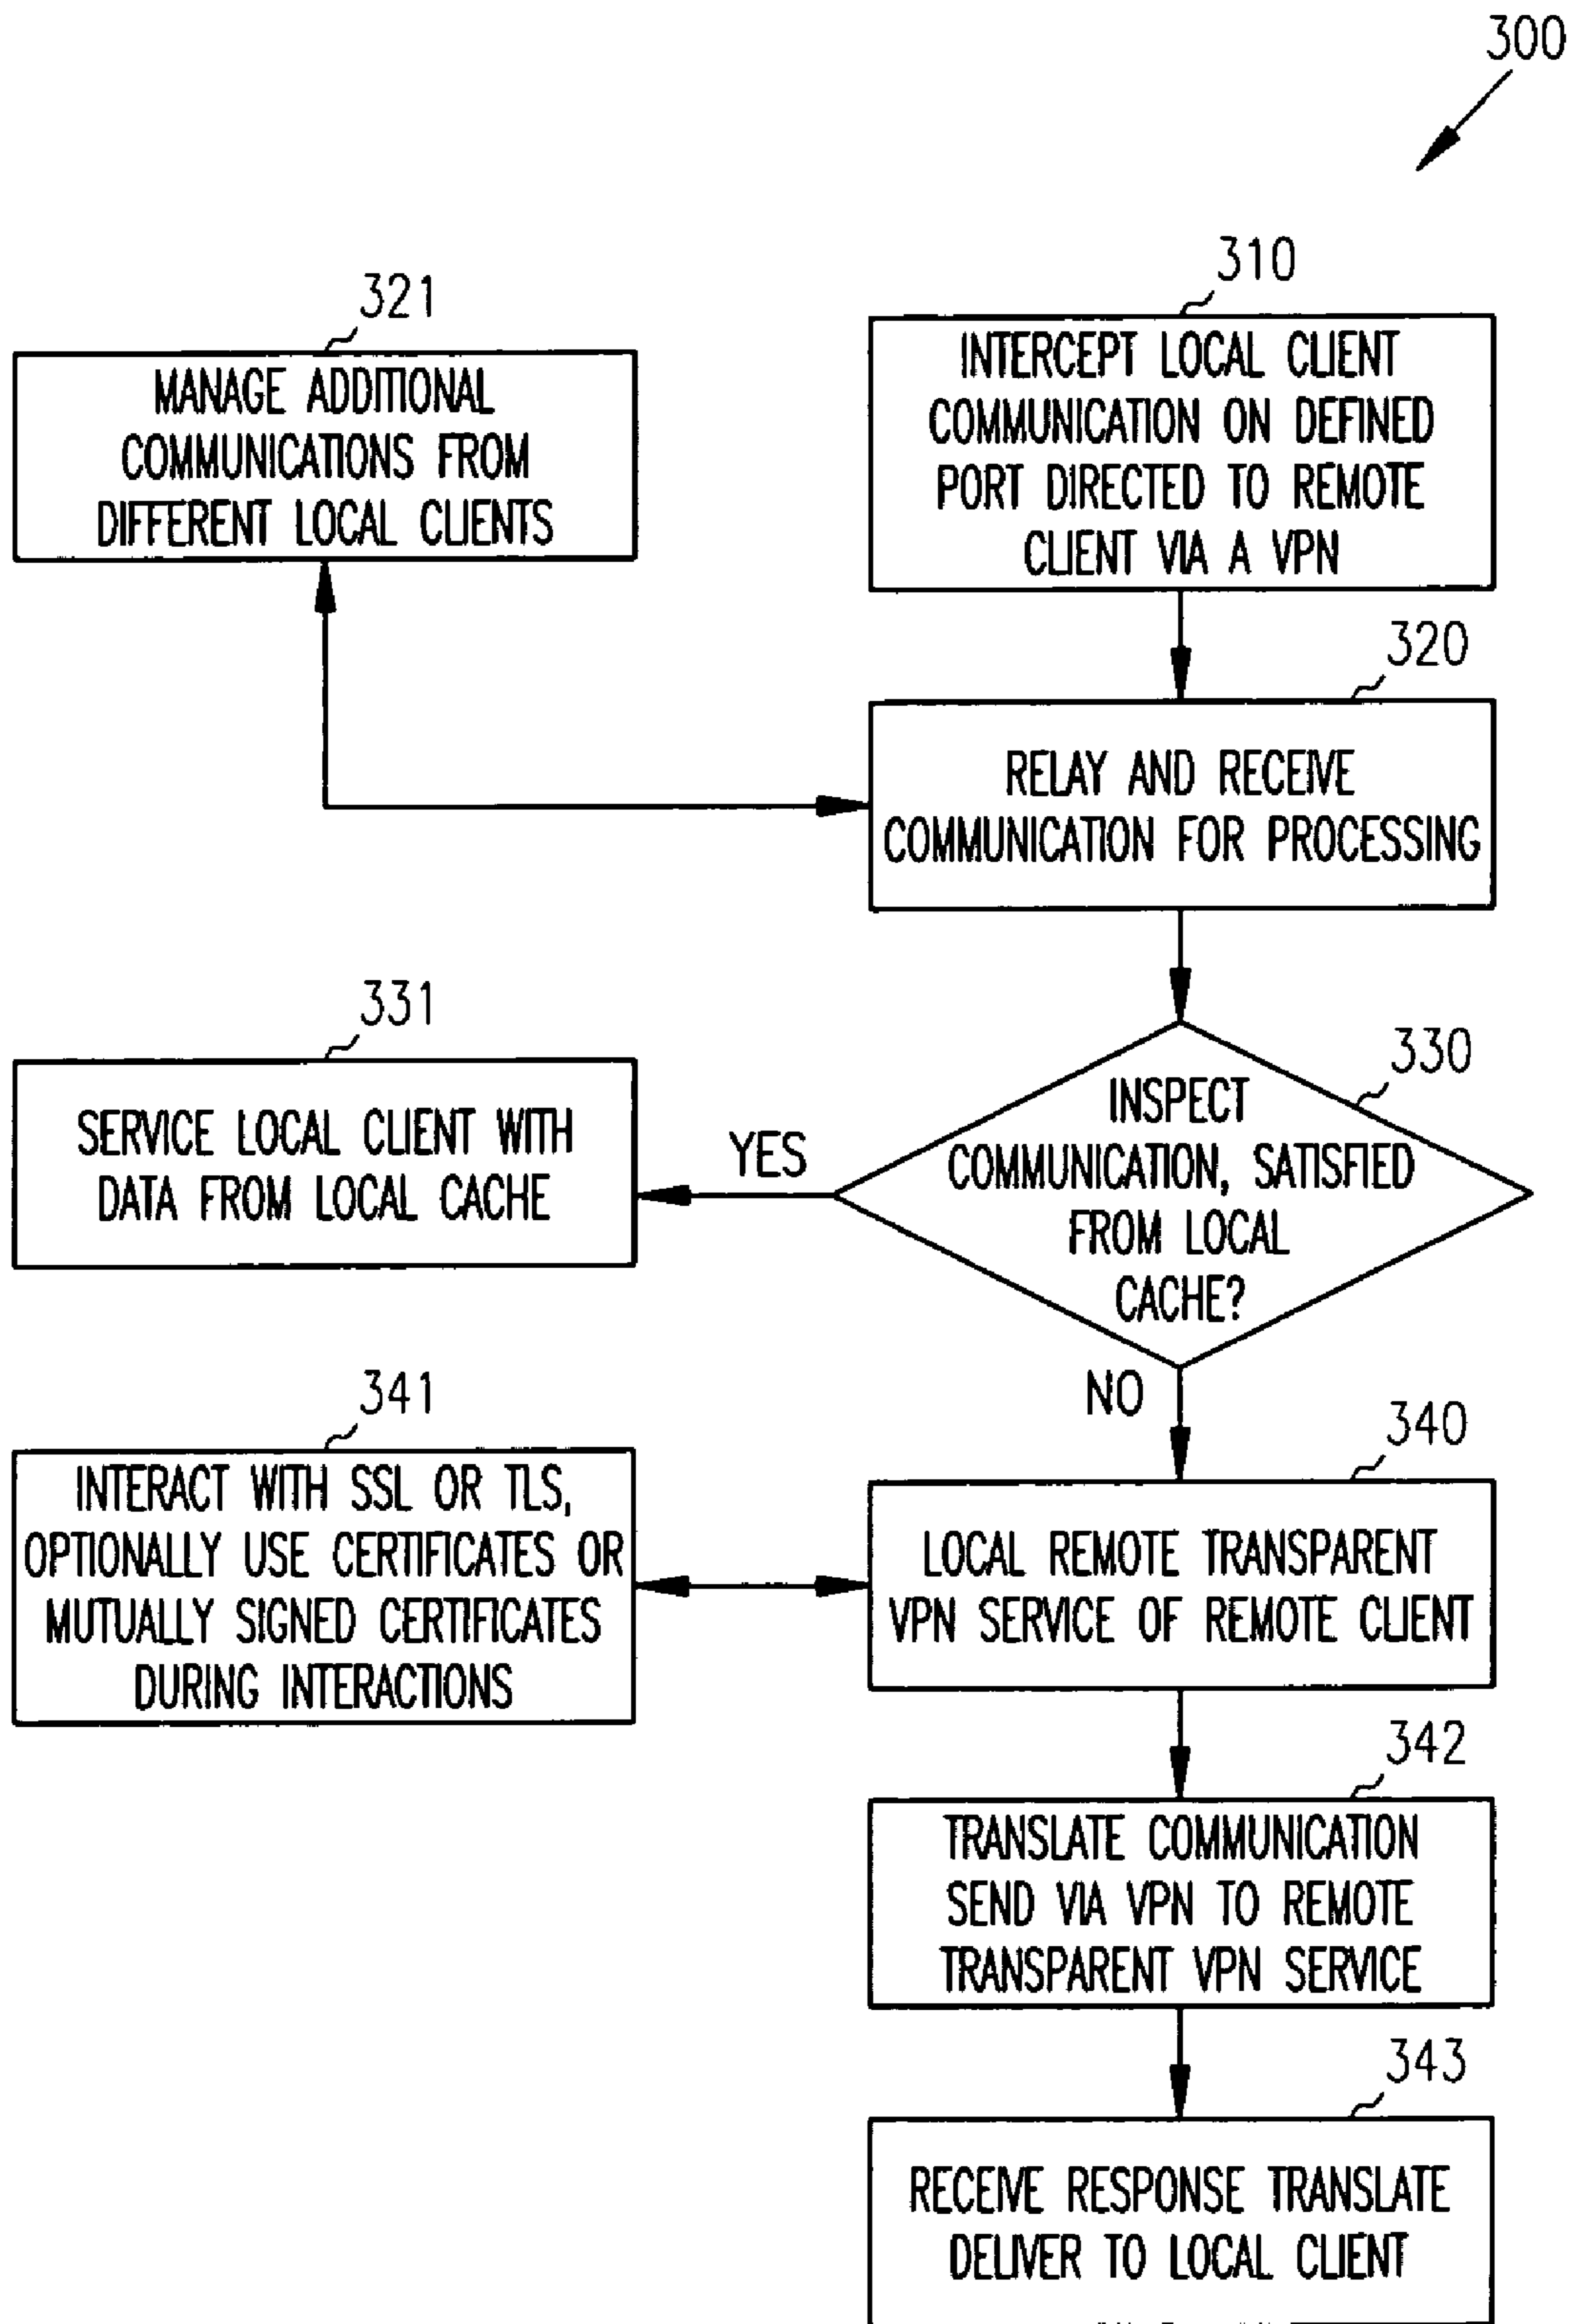 300
310
INTERCEPT LOCAL CLIENT
COMMUNICATION ON DEFINED
PORT DIRECTED TO REMOTE
CLIENT VIA A VPN
321
MANAGE ADDITIONAL
COMMUNICATIONS FROM
DIFFERENT LOCAL CLIENTS
320
RELAY AND RECEIVE
COMMUNICATION FOR PROCESSING
330
INSPECT
COMMUNICATION, SATISFIED
FROM LOCAL
CACHE?
YES
331
SERVICE LOCAL CLIENT WITH
DATA FROM LOCAL CACHE
NO
340
LOCAL REMOTE TRANSPARENT
VPN SERVICE OF REMOTE CLIENT
341
INTERACT WITH SSL OR TLS,
OPTIONALLY USE CERTIFICATES OR
MUTUALLY SIGNED CERTIFICATES
DURING INTERACTIONS
342
TRANSLATE COMMUNICATION
SEND VIA VPN TO REMOTE
TRANSPARENT VPN SERVICE
343
RECEIVE RESPONSE TRANSLATE
DELIVER TO LOCAL CLIENT